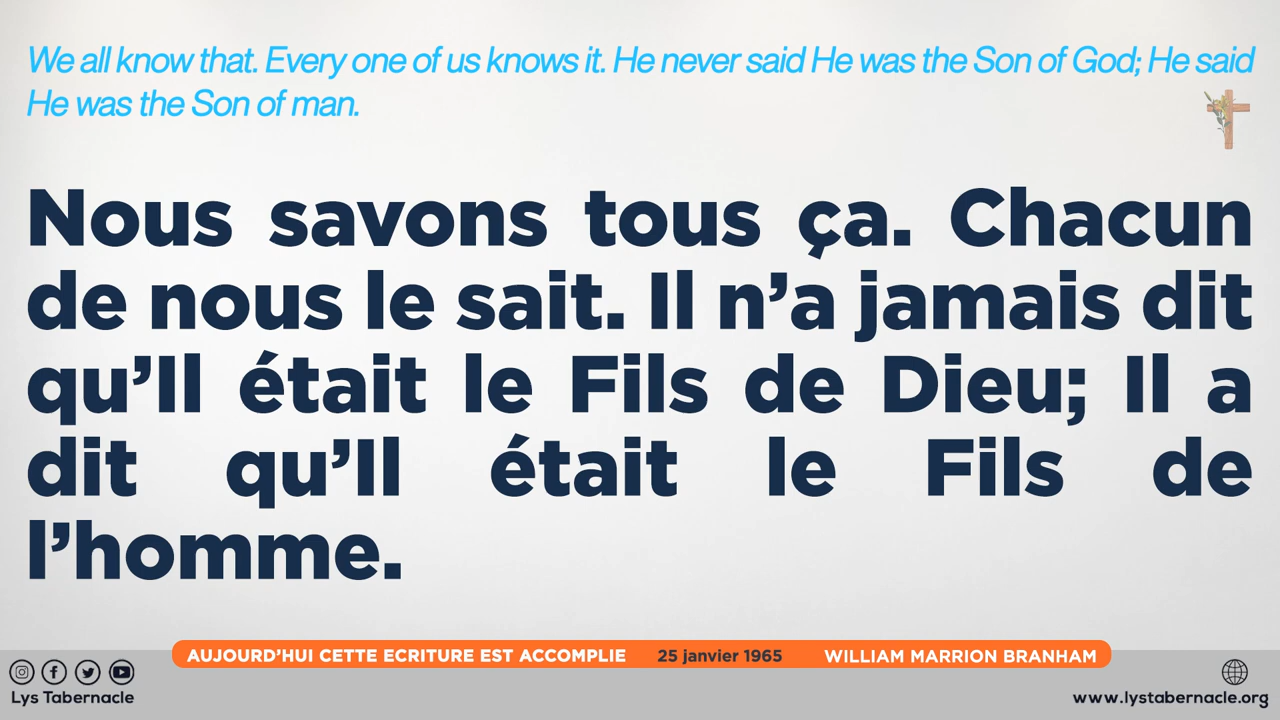 We all know that. Every one of us knows it. He never said He was the Son of God; He said
He was the Son of man.
Nous savons tous ça. Chacun
de nous le sait. Il n’a jamais dit
qu’Il était le Fils de Dieu; Il a
dit qu’Il était le Fils de
l’homme.
AUJOURD’HUI CETTE ECRITURE EST ACCOMPLIE 25 janvier 1965 WILLIAM MARRION BRANHAM
Lys Tabernacle
www.lystabernacle.org